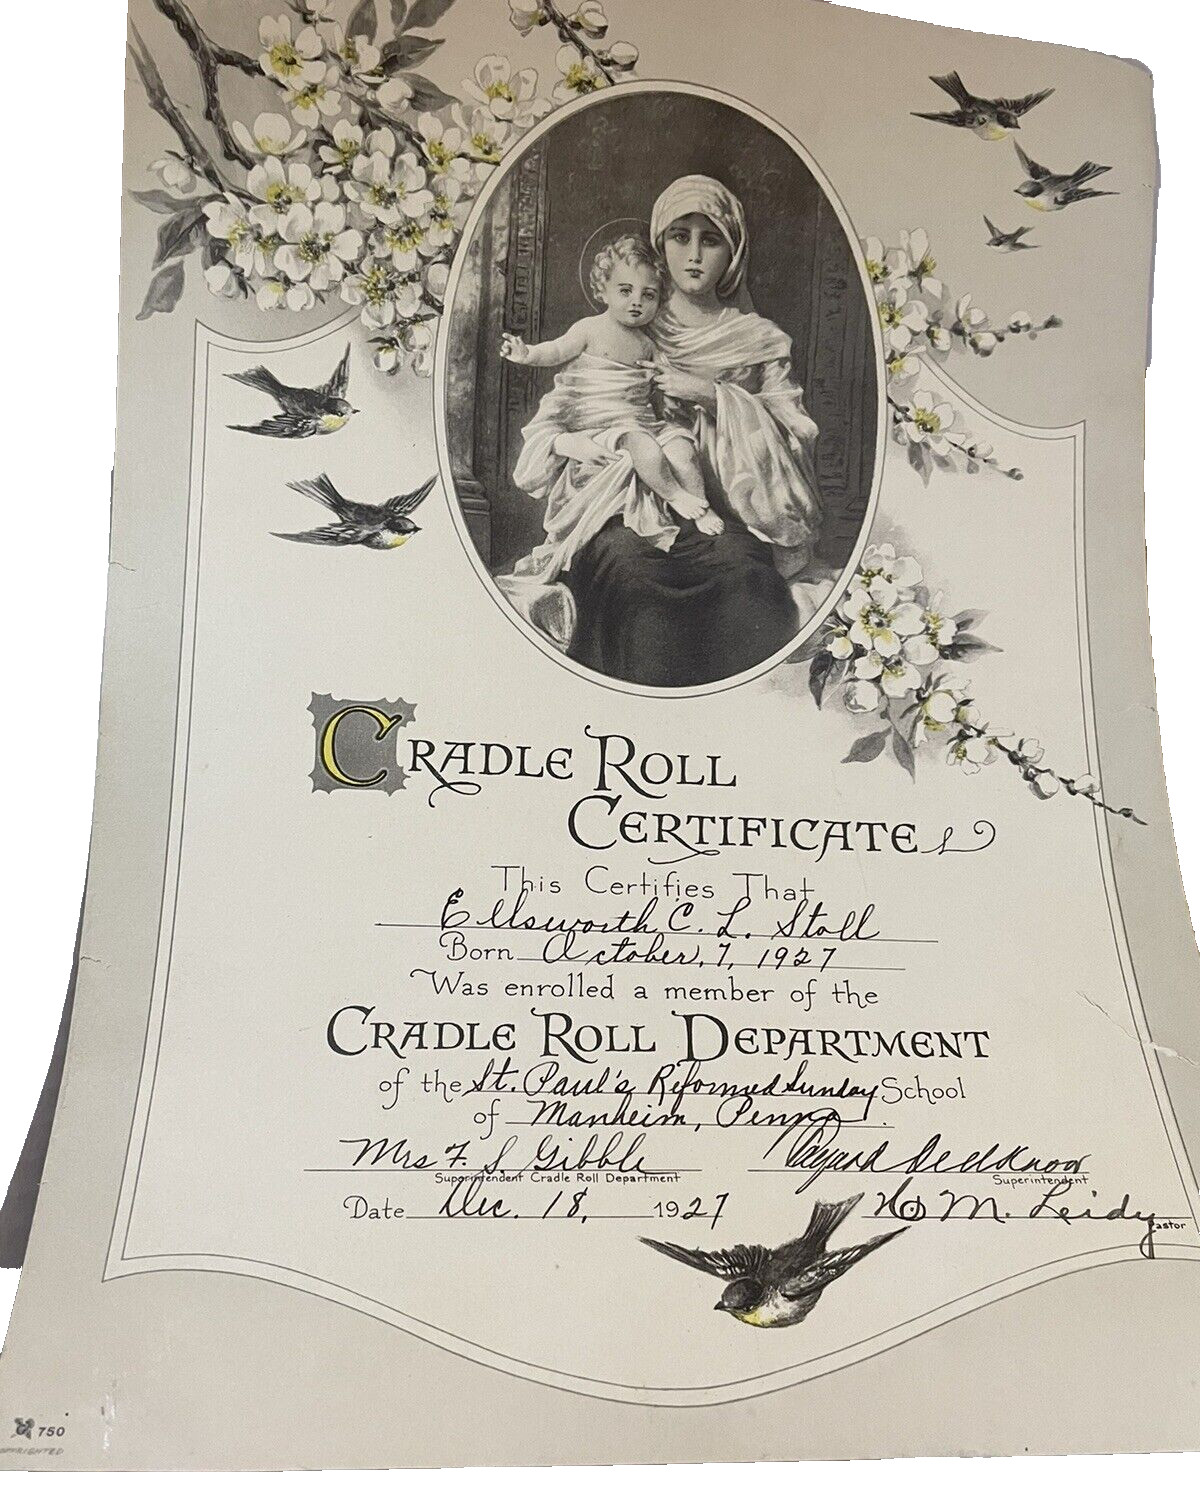 CRADLE ROLL
CERTIFICATE
This Certifies That
Ellsworth C. L. Stoll
Born October, 7, 1927
Was enrolled a member of the
CRADLE ROLL DEPARTMENT
of the St. Paul's Reformed Sunday School
of Manheim, Penna.
Mrs F. S. Gibble
Superintendent Cradle Roll Department
Superintendent
Date Dec. 18, 1927
M. Leidy
Pastor
750
COPYRIGHTED